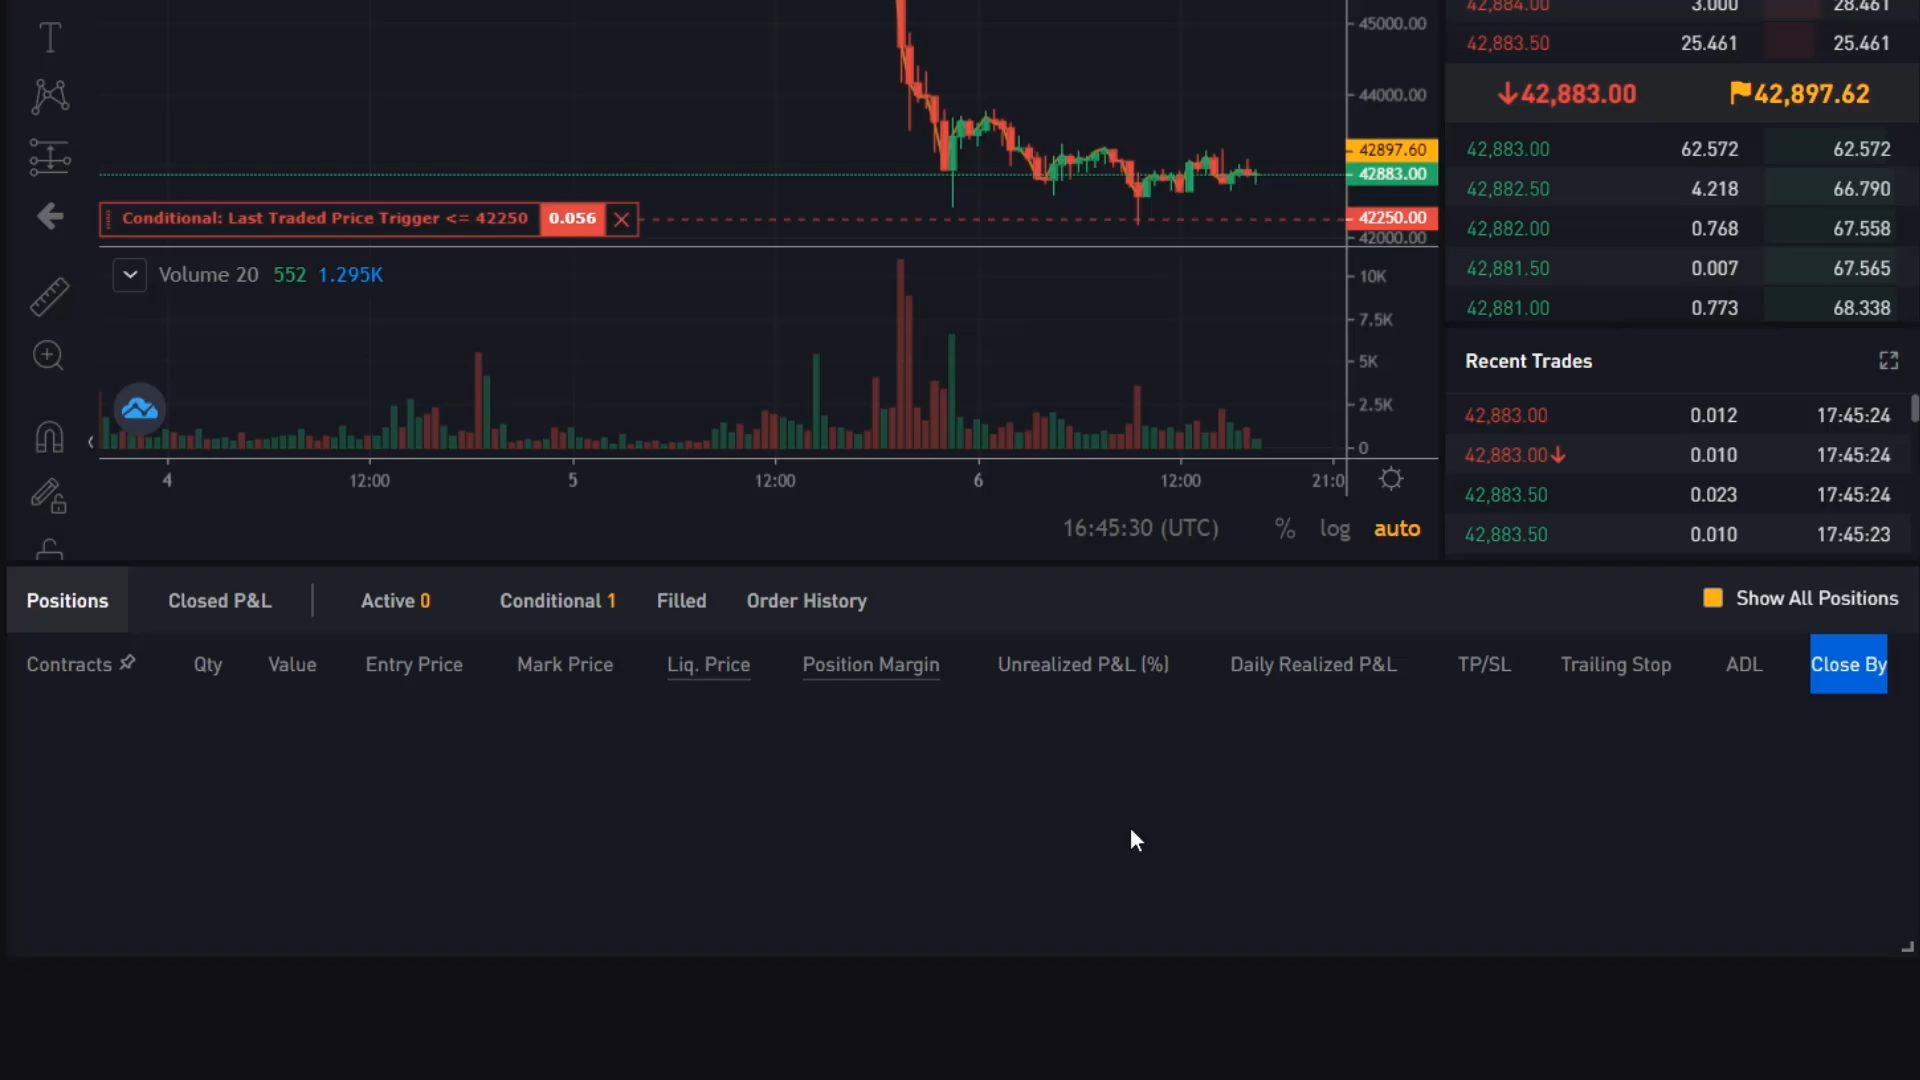 42,884.00 3.000 28.461
42,883.50 25.461 25.461
↓42,883.00 42,897.62
42,883.00 62.572 62.572
42,882.50 4.218 66.790
42,882.00 0.768 67.558
42,881.50 0.007 67.565
42,881.00 0.773 68.338
45000.00
44000.00
42897.60
42883.00
42250.00
42000.00
Conditional: Last Traded Price Trigger <= 42250 0.056
Volume 20 552 1.295K
10K
7.5K
5K
2.5K
0
4 12:00 5 12:00 6 12:00 21:0
16:45:30 (UTC) % log auto
Recent Trades
42,883.00 0.012 17:45:24
42,883.00↓ 0.010 17:45:24
42,883.50 0.023 17:45:24
42,883.50 0.010 17:45:23
Positions Closed P&L Active 0 Conditional 1 Filled Order History Show All Positions
Contracts Qty Value Entry Price Mark Price Liq. Price Position Margin Unrealized P&L (%) Daily Realized P&L TP/SL Trailing Stop ADL Close By